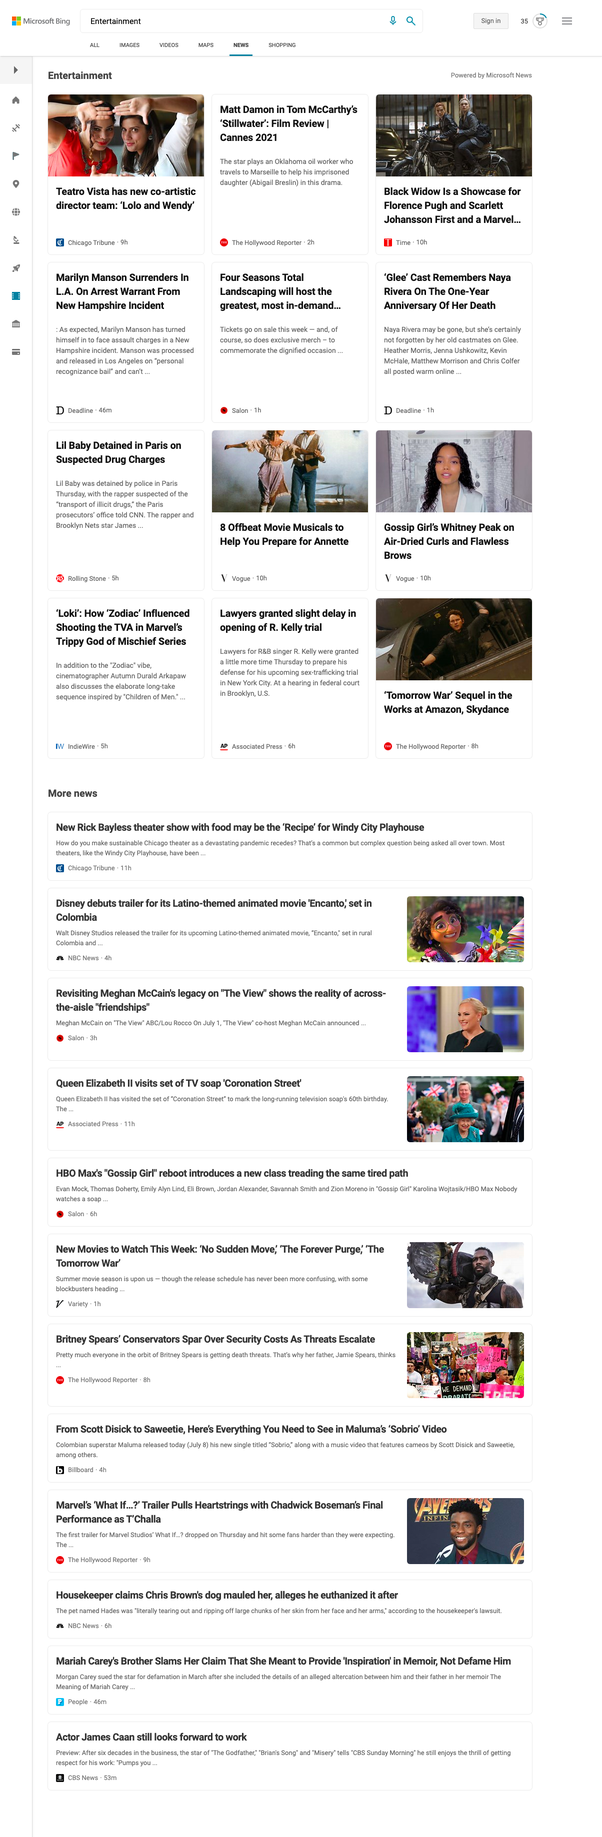 Microsoft Bing
Entertainment
Sign in
35
ALL
IMAGES
VIDEOS
MAPS
NEWS
SHOPPING
Entertainment
Powered by Microsoft News
Teatro Vista has new co-artistic
director team: ‘Lolo and Wendy’
Chicago Tribune · 9h
Matt Damon in Tom McCarthy’s
‘Stillwater’: Film Review |
Cannes 2021
The star plays an Oklahoma oil worker who
travels to Marseille to help his imprisoned
daughter (Abigail Breslin) in this drama.
The Hollywood Reporter · 2h
Black Widow Is a Showcase for
Florence Pugh and Scarlett
Johansson First and a Marvel...
Time · 10h
Marilyn Manson Surrenders In
L.A. On Arrest Warrant From
New Hampshire Incident
: As expected, Marilyn Manson has turned
himself in to face assault charges in a New
Hampshire incident. Manson was processed
and released in Los Angeles on “personal
recognizance bail” and can’t ...
Deadline · 46m
Four Seasons Total
Landscaping will host the
greatest, most in-demand...
Tickets go on sale this week — and, of
course, so does exclusive merch – to
commemorate the dignified occasion ...
Salon · 1h
‘Glee’ Cast Remembers Naya
Rivera On The One-Year
Anniversary Of Her Death
Naya Rivera may be gone, but she’s certainly
not forgotten by her old castmates on Glee.
Heather Morris, Jenna Ushkowitz, Kevin
McHale, Matthew Morrison and Chris Colfer
all posted warm online ...
Deadline · 1h
Lil Baby Detained in Paris on
Suspected Drug Charges
Lil Baby was detained by police in Paris
Thursday, with the rapper suspected of the
“transport of illicit drugs,” the Paris
prosecutors’ office told CNN. The rapper and
Brooklyn Nets star James ...
Rolling Stone · 5h
8 Offbeat Movie Musicals to
Help You Prepare for Annette
Vogue · 10h
Gossip Girl’s Whitney Peak on
Air-Dried Curls and Flawless
Brows
Vogue · 10h
‘Loki’: How ‘Zodiac’ Influenced
Shooting the TVA in Marvel’s
Trippy God of Mischief Series
In addition to the "Zodiac" vibe,
cinematographer Autumn Durald Arkapaw
also discusses the elaborate long-take
sequence inspired by "Children of Men." ...
IndieWire · 5h
Lawyers granted slight delay in
opening of R. Kelly trial
Lawyers for R&B singer R. Kelly were granted
a little more time Thursday to prepare his
defense for his upcoming sex-trafficking trial
in New York City. At a hearing in federal court
in Brooklyn, U.S.
Associated Press · 6h
‘Tomorrow War’ Sequel in the
Works at Amazon, Skydance
The Hollywood Reporter · 8h
More news
New Rick Bayless theater show with food may be the ‘Recipe’ for Windy City Playhouse
How do you make sustainable Chicago theater as a devastating pandemic recedes? That’s a common but complex question being asked all over town. Most
theaters, like the Windy City Playhouse, have been ...
Chicago Tribune · 11h
Disney debuts trailer for its Latino-themed animated movie 'Encanto,' set in
Colombia
Walt Disney Studios released the trailer for its upcoming Latino-themed animated movie, “Encanto,” set in rural
Colombia and ...
NBC News · 4h
Revisiting Meghan McCain's legacy on "The View" shows the reality of across-
the-aisle "friendships"
Meghan McCain on "The View" ABC/Lou Rocco On July 1, "The View" co-host Meghan McCain announced ...
Salon · 3h
Queen Elizabeth II visits set of TV soap 'Coronation Street'
Queen Elizabeth II has visited the set of "Coronation Street" to mark the long-running television soap's 60th birthday.
The ...
Associated Press · 11h
HBO Max's "Gossip Girl" reboot introduces a new class treading the same tired path
Evan Mock, Thomas Doherty, Emily Alyn Lind, Eli Brown, Jordan Alexander, Savannah Smith and Zion Moreno in "Gossip Girl" Karolina Wojtasik/HBO Max Nobody
watches a soap ...
Salon · 6h
New Movies to Watch This Week: ‘No Sudden Move,’ ‘The Forever Purge,’ ‘The
Tomorrow War’
Summer movie season is upon us — though the release schedule has never been more confusing, with some
blockbusters heading ...
Variety · 1h
Britney Spears’ Conservators Spar Over Security Costs As Threats Escalate
Pretty much everyone in the orbit of Britney Spears is getting death threats. That’s why her father, Jamie Spears, thinks
...
The Hollywood Reporter · 8h
WE DEMAND
FREE
From Scott Disick to Saweetie, Here’s Everything You Need to See in Maluma’s ‘Sobrio’ Video
Colombian superstar Maluma released today (July 8) his new single titled “Sobrio,” along with a music video that features cameos by Scott Disick and Saweetie,
among others.
Billboard · 4h
Marvel’s ‘What If…?’ Trailer Pulls Heartstrings with Chadwick Boseman’s Final
Performance as T’Challa
The first trailer for Marvel Studios’ What If…? dropped on Thursday and hit some fans harder than they were expecting.
The ...
The Hollywood Reporter · 9h
AVENGERS
Housekeeper claims Chris Brown's dog mauled her, alleges he euthanized it after
The pet named Hades was "literally tearing out and ripping off large chunks of her skin from her face and her arms," according to the housekeeper's lawsuit.
NBC News · 6h
Mariah Carey's Brother Slams Her Claim That She Meant to Provide 'Inspiration' in Memoir, Not Defame Him
Morgan Carey sued the star for defamation in March after she included the details of an alleged altercation between him and their father in her memoir The
Meaning of Mariah Carey ...
People · 46m
Actor James Caan still looks forward to work
Preview: After six decades in the business, the star of "The Godfather," "Brian's Song" and "Misery" tells "CBS Sunday Morning" he still enjoys the thrill of getting
respect for his work: "Pumps you ...
CBS News · 53m